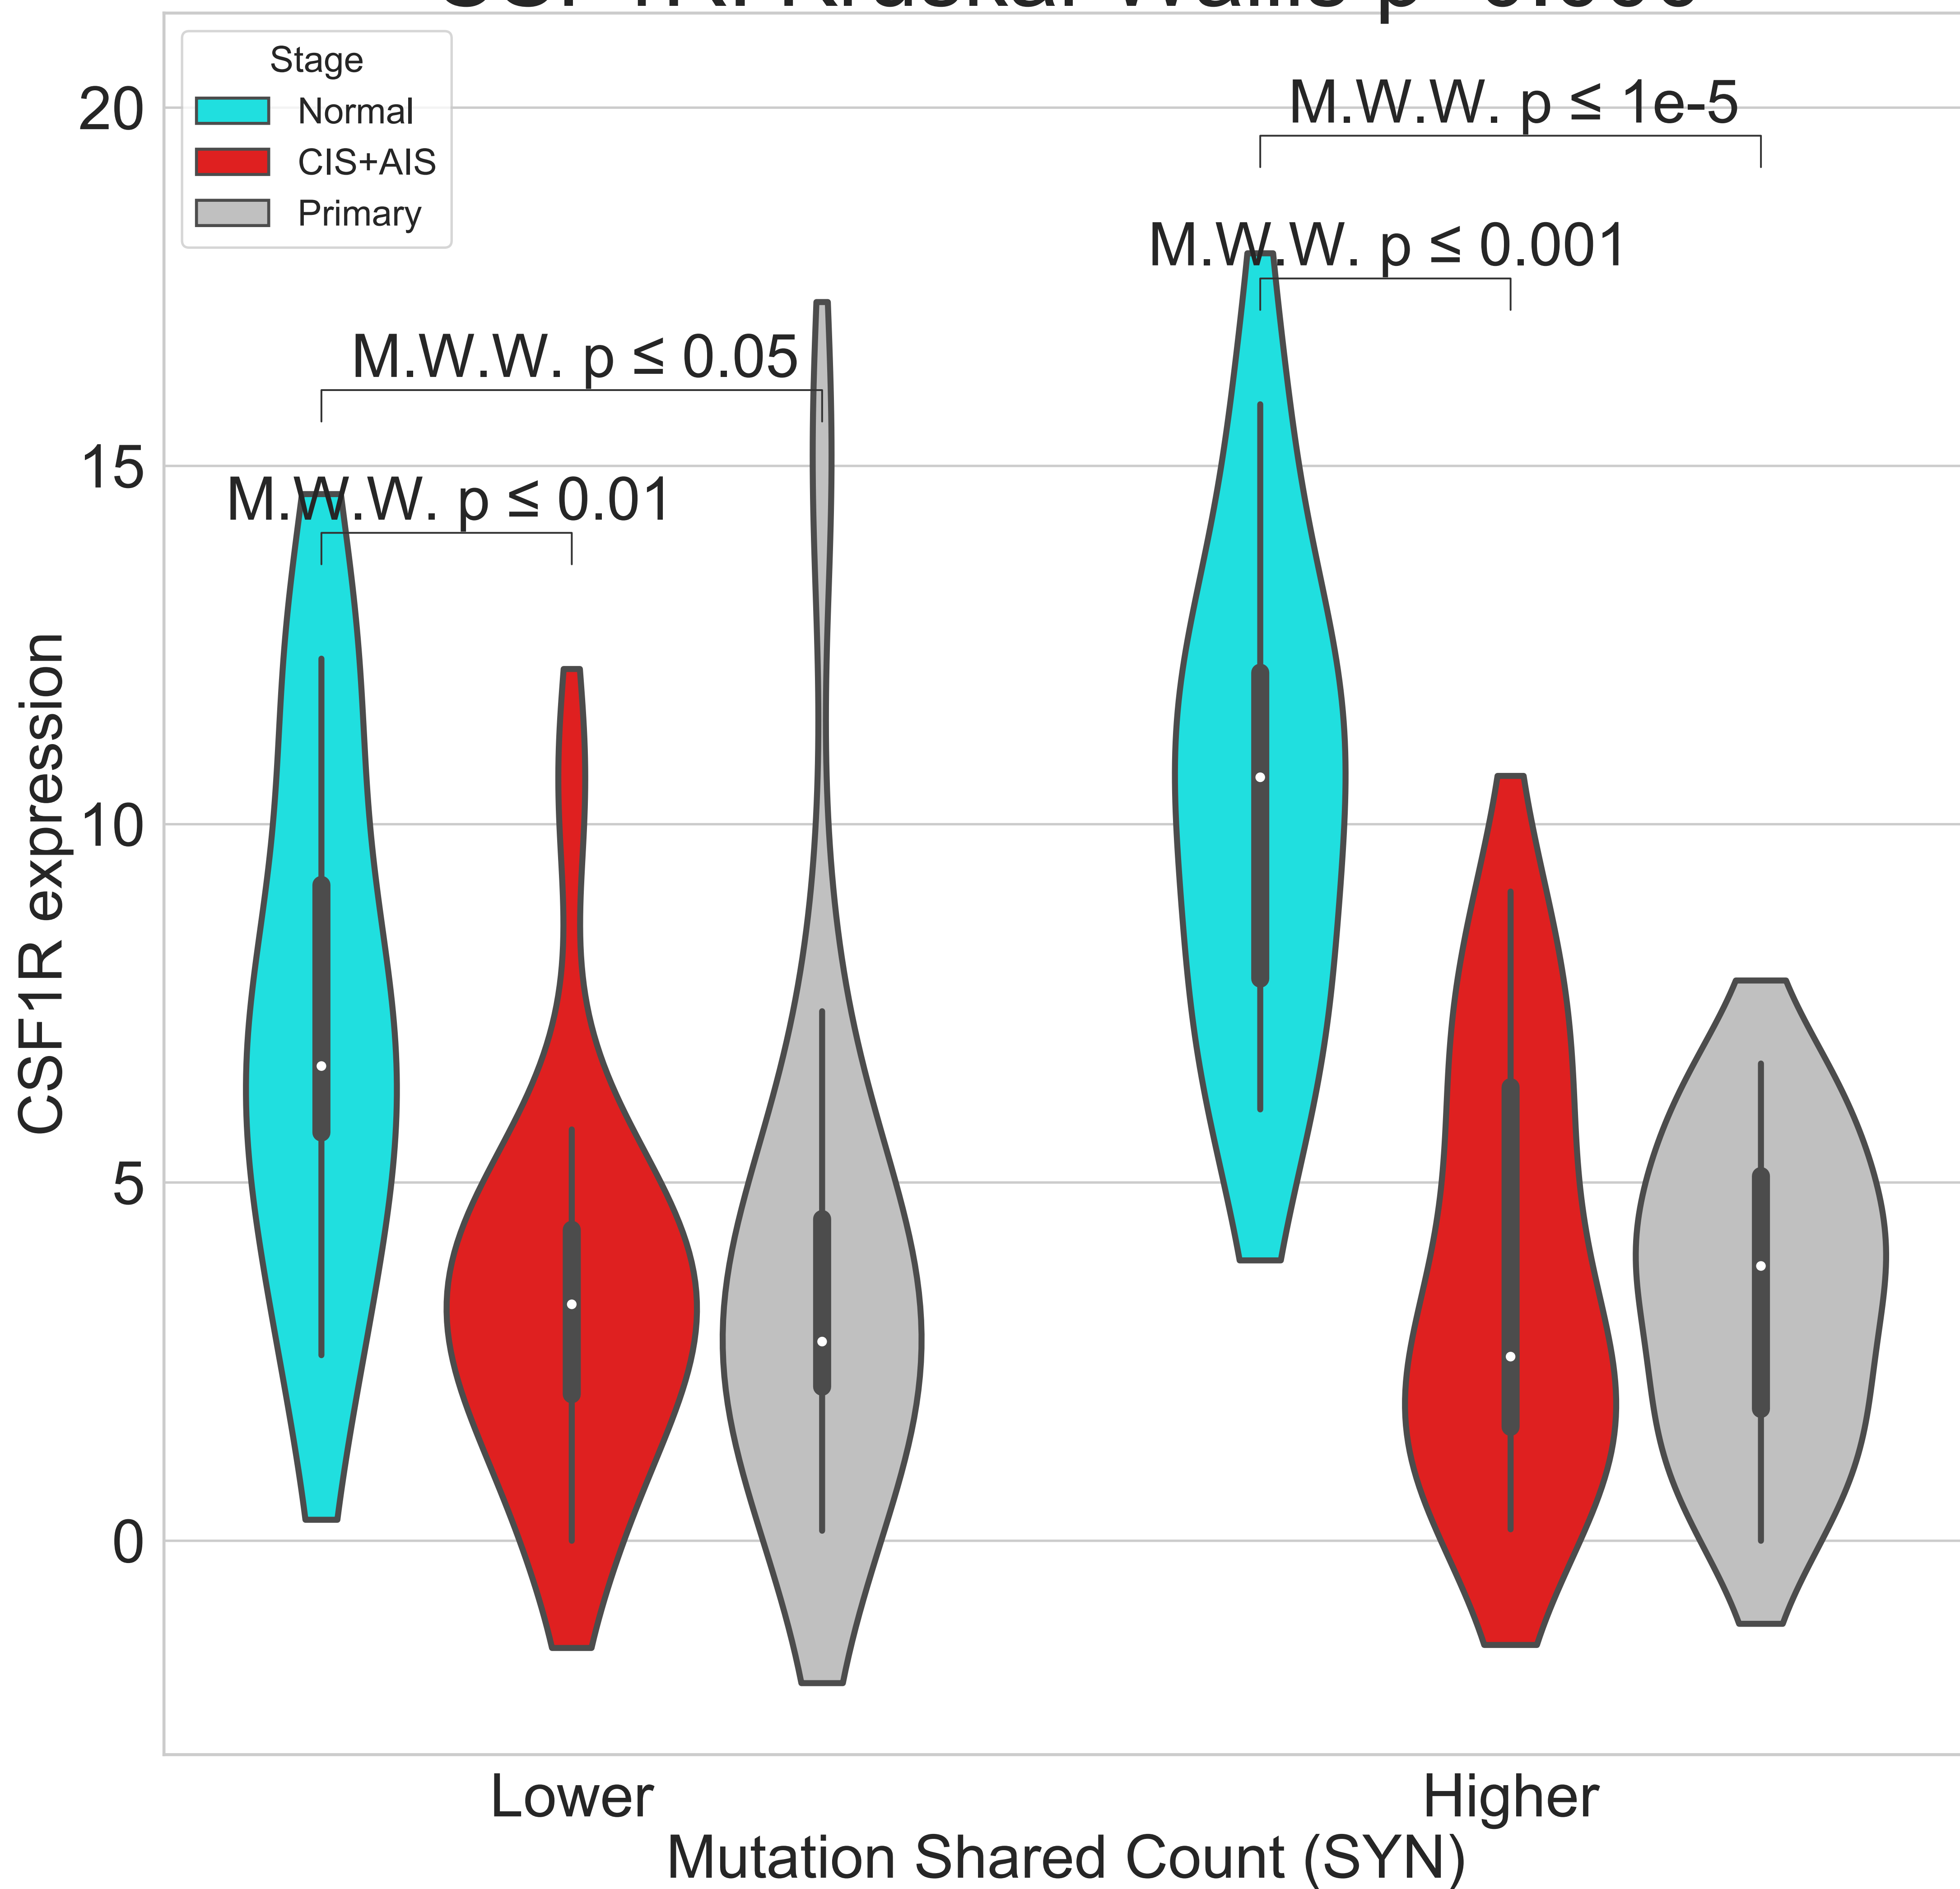 Stage
Normal
CIS+AIS
Primary
M.W.W. p ≤ 1e-5
M.W.W. p ≤ 0.001
M.W.W. p ≤ 0.05
M.W.W. p ≤ 0.01
20
15
10
5
0
CSF1R expression
Lower
Higher
Mutation Shared Count (SYN)